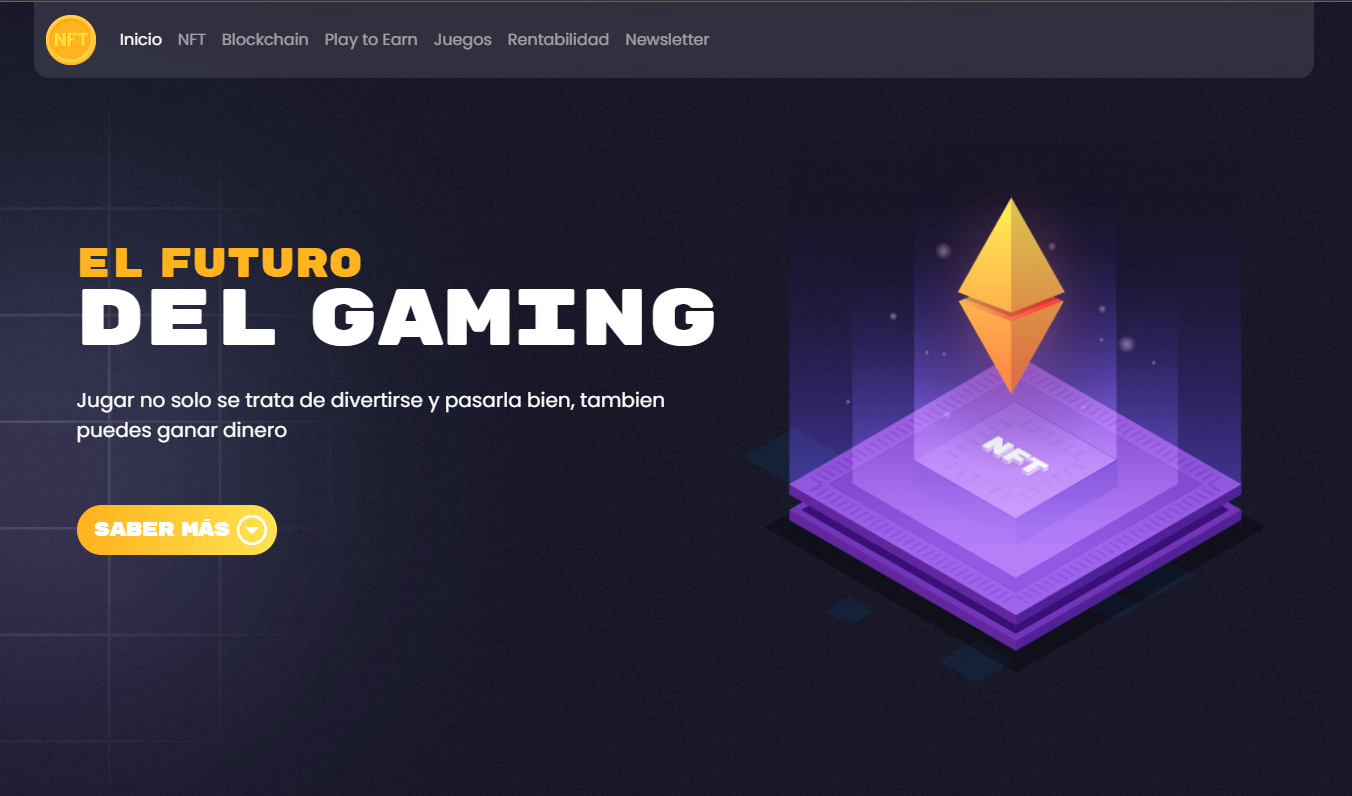 NFT Inicio NFT Blockchain Play to Earn Juegos Rentabilidad Newsletter
EL FUTURO
DEL GAMING
Jugar no solo se trata de divertirse y pasarla bien, tambien
puedes ganar dinero
SABER MÁS
NFT